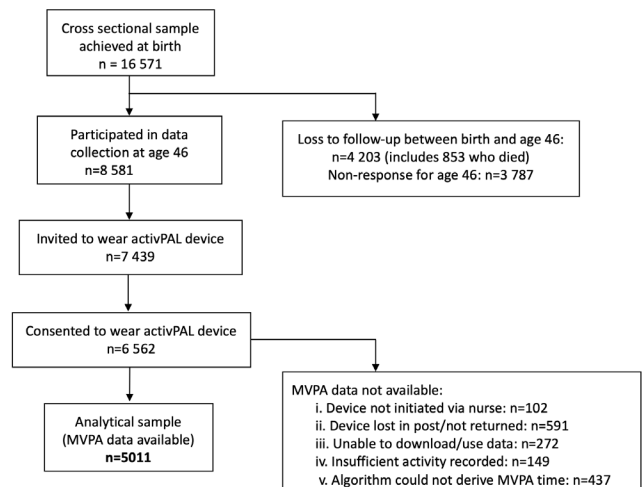 Cross sectional sample
achieved at birth
n = 16 571
Participated in data
collection at age 46
n=8 581
Loss to follow-up between birth and age 46:
n=4 203 (includes 853 who died)
Non-response for age 46: n=3 787
Invited to wear activPAL device
n=7 439
Consented to wear activPAL device
n=6 562
MVPA data not available:
i. Device not initiated via nurse: n=102
ii. Device lost in post/not returned: n=591
iii. Unable to download/use data: n=272
iv. Insufficient activity recorded: n=149
v. Algorithm could not derive MVPA time: n=437
Analytical sample
(MVPA data available)
n=5011